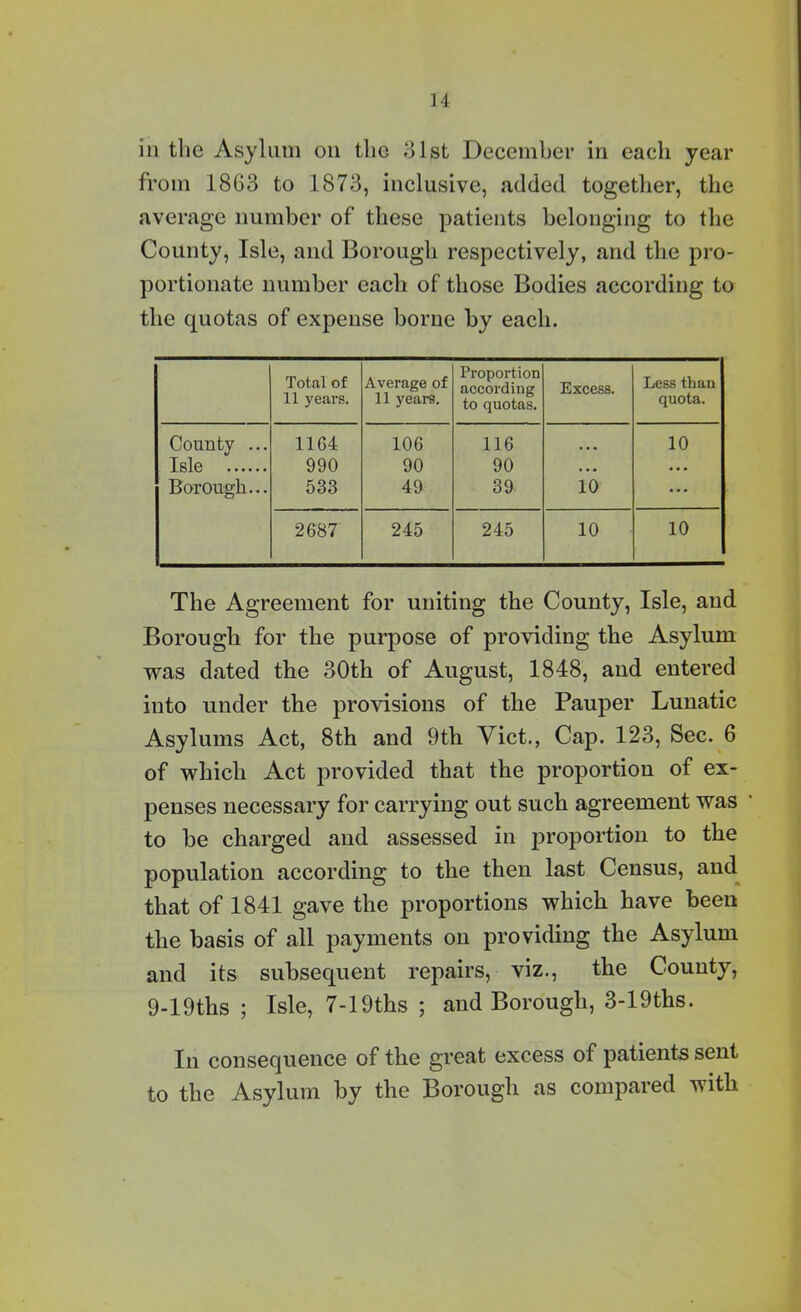 14
in the Asylum on the 31st December in each year
from 1863 to 1873, inclusive, added together, the
average number of these patients belonging to the
County, Isle, and Borough respectively, and the pro-
portionate number each of those Bodies according to
the quotas of expense borne by each.
Total of 11 years. Average of 11 years. Proportion according to quotas. Excess. Less than quota.
County ... 1164 106 116 ... 10
Isle ...... 990 90 90 ... ...
Borough... 533 49 39 10 ...
2687 245 245 10 10
The Agreement for uniting the County, Isle, and
Borough for the purpose of providing the Asylum
was dated the 30th of August, 1848, and entered
into under the provisions of the Pauper Lunatic
Asylums Act, 8th and 9th Vict., Cap. 123, Sec. 6
of which Act provided that the proportion of ex-
penses necessary for carrying out such agreement was
to be charged and assessed in proportion to the
population according to the then last Census, and
that of 1841 gave the proportions which have been
the basis of all payments on providing the Asylum
and its subsequent repairs, viz., the County,
9-19ths ; Isle, 7-19ths ; and Borough, 3-19ths.
In consequence of the great excess of patients sent
to the Asylum by the Borough as compared with